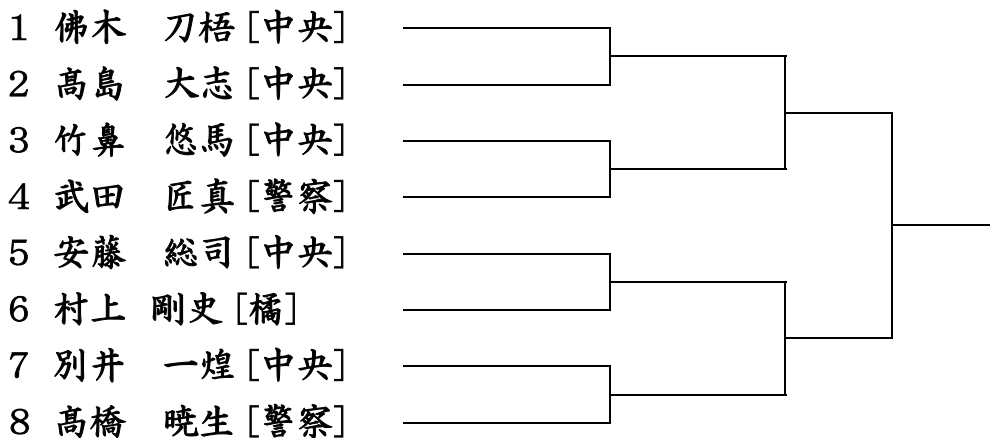 1 佛木　刀梧 [中央]
2 髙島　大志 [中央]
3 竹鼻　悠馬 [中央]
4 武田　匠真 [警察]
5 安藤　総司 [中央]
6 村上　剛史 [橘]
7 別井　一煌 [中央]
8 髙橋　暁生 [警察]